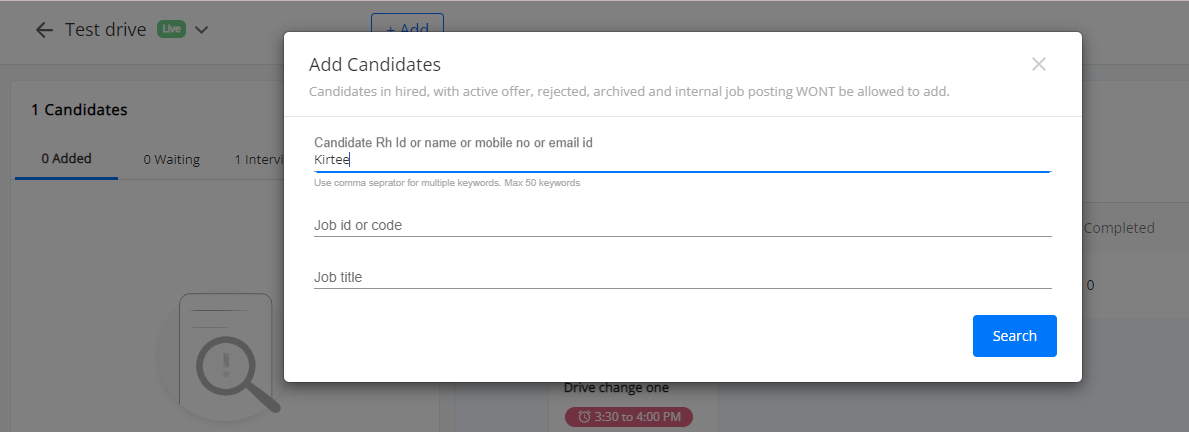 Test drive Live
+ Add
Add Candidates
Candidates in hired, with active offer, rejected, archived and internal job posting WONT be allowed to add.
1 Candidates
0 Added 0 Waiting 1 Intervi
Candidate Rh Id or name or mobile no or email id
Kirtee
Use comma seprator for multiple keywords. Max 50 keywords
Job id or code
Completed
Job title
0
Search
Drive change one
3:30 to 4:00 PM